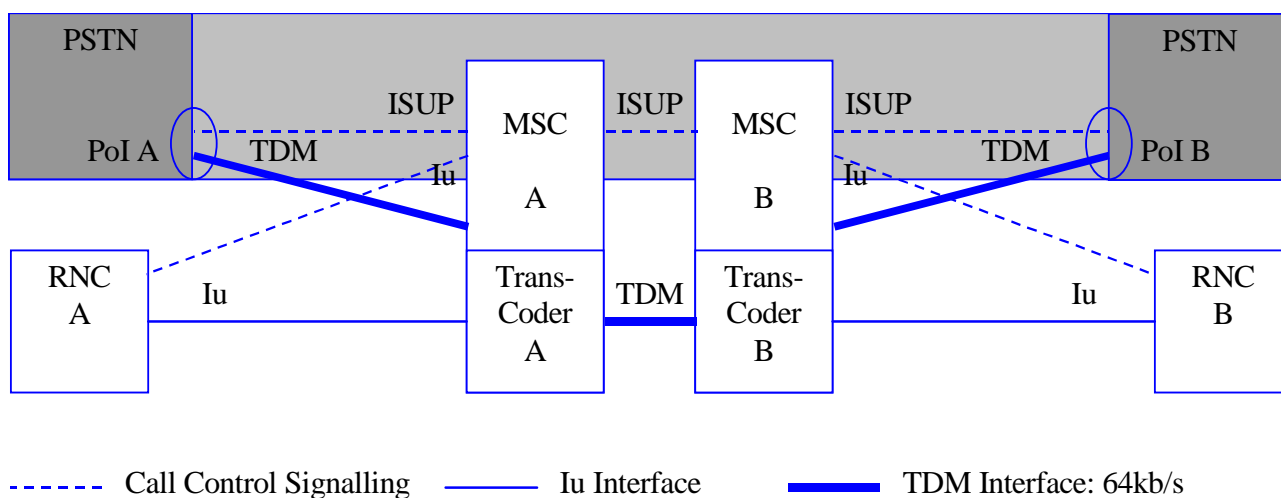 PSTN
PSTN
ISUP
ISUP
ISUP
MSC
A
MSC
B
PoI A
TDM
Iu
TDM
PoI B
Iu
RNC
A
Iu
Trans-
Coder
A
TDM
Trans-
Coder
B
Iu
RNC
B
Call Control Signalling
Iu Interface
TDM Interface: 64kb/s